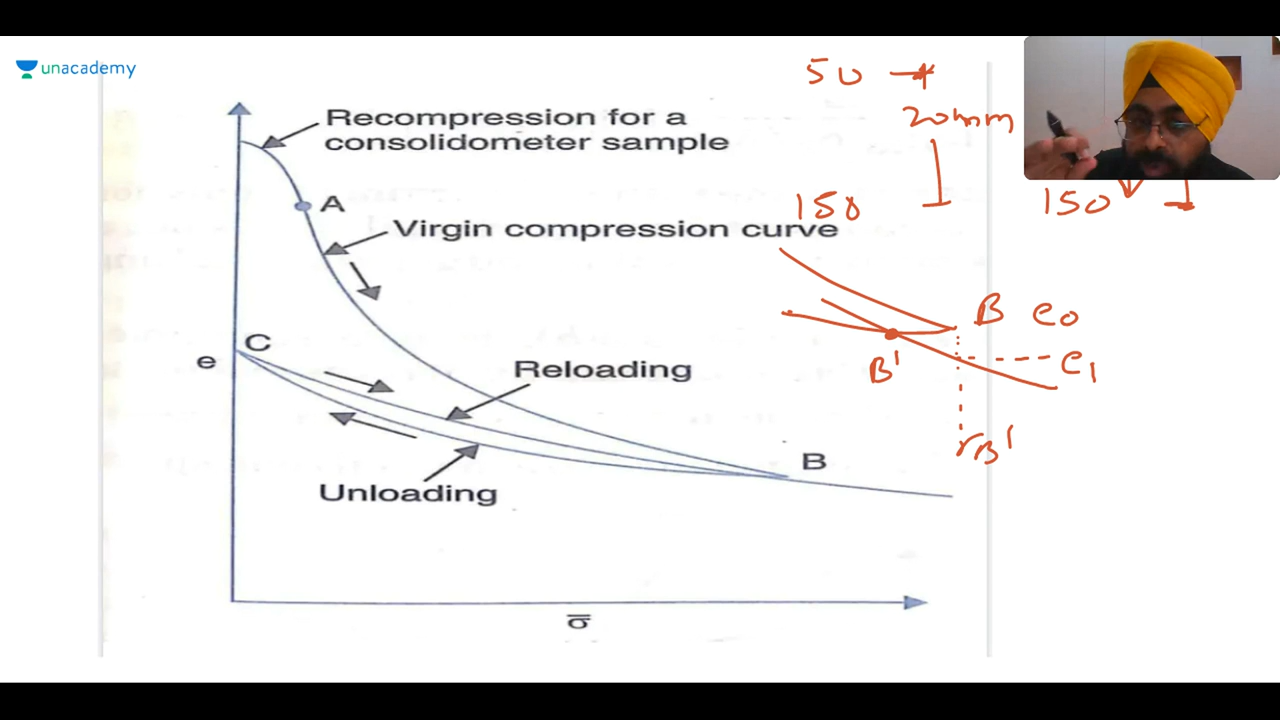 unacademy
50
20mm
150
150
Recompression for a
consolidometer sample
A
Virgin compression curve
B e0
B' e1
σB'
C
e
Reloading
B
Unloading
σ̅